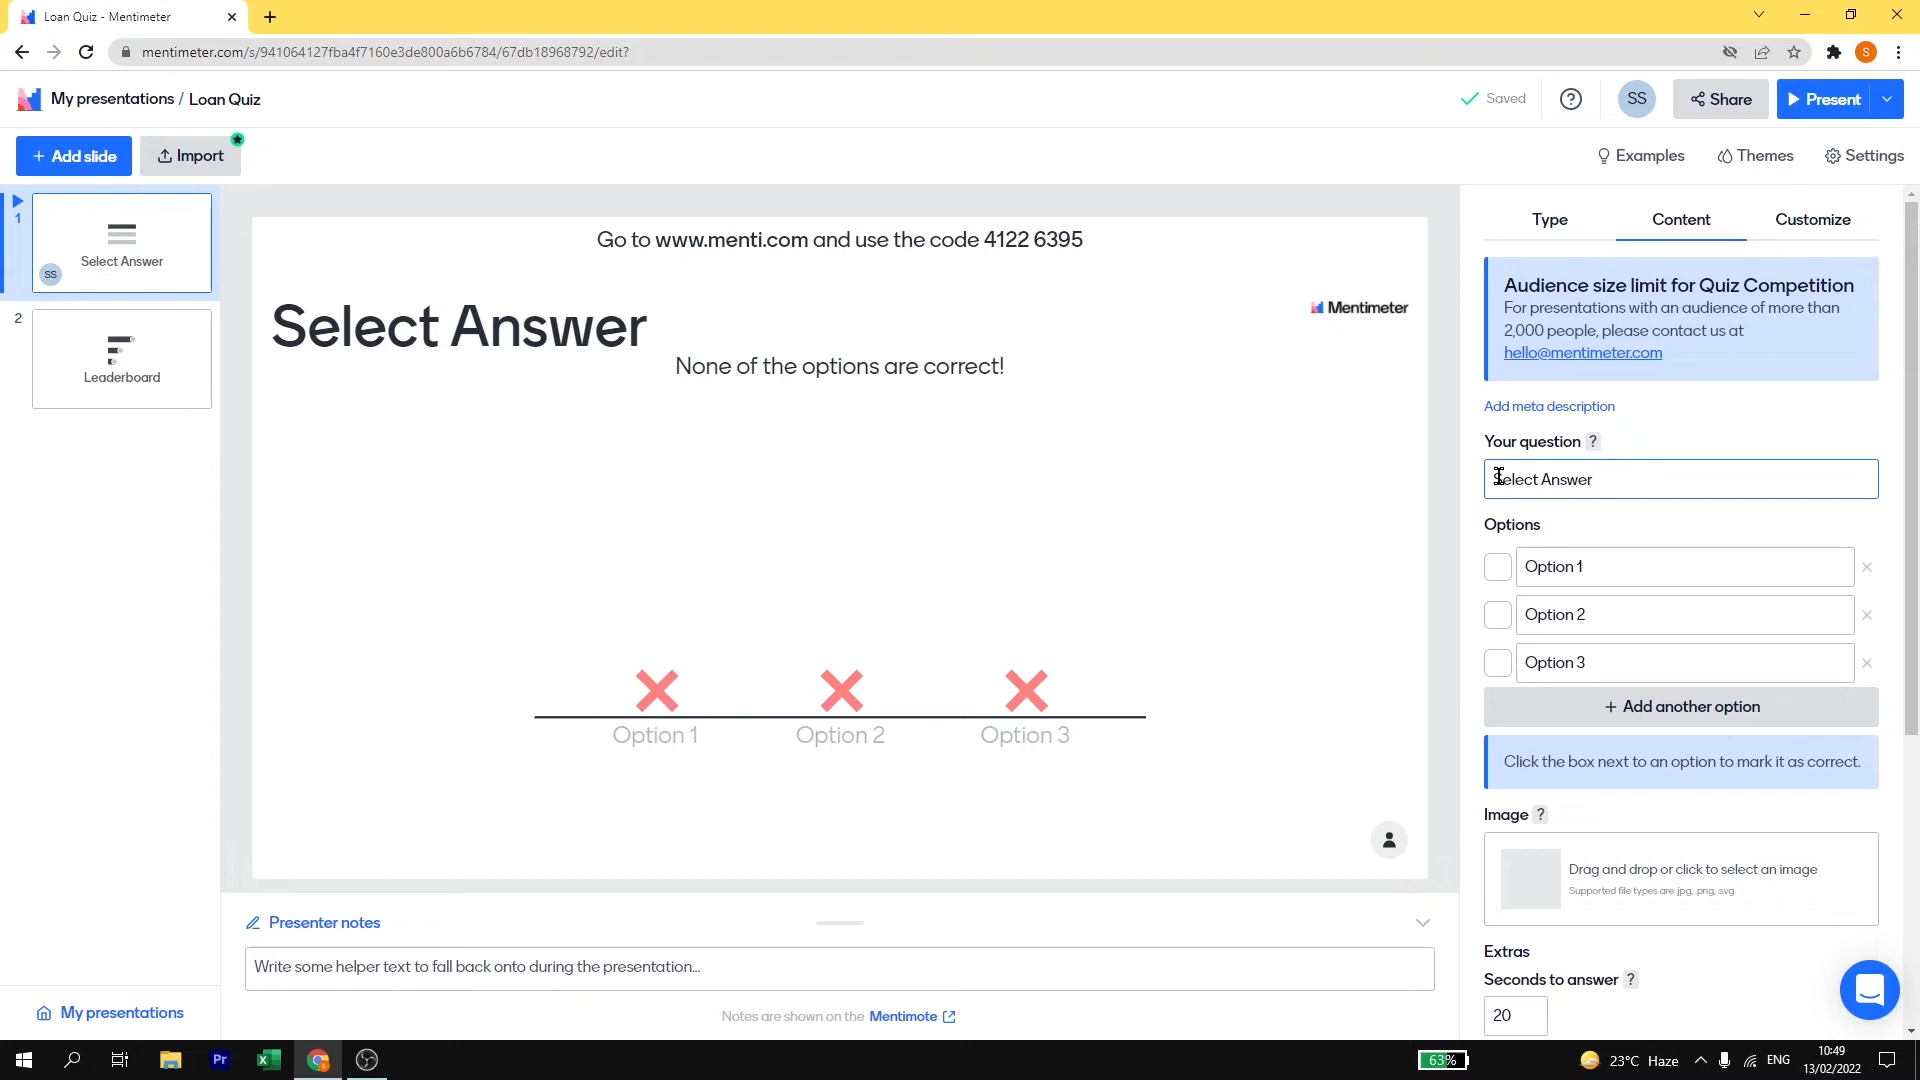 Loan Quiz - Mentimeter
mentimeter.com/s/941064127fba4f7160e3de800a6b6784/67db18968792/edit?
S
My presentations / Loan Quiz
Saved
SS
Share
Present
+ Add slide
Import
Examples
Themes
Settings
1
Select Answer
SS
2
Leaderboard
My presentations
Go to www.menti.com and use the code 4122 6395
Mentimeter
Select Answer
None of the options are correct!
Option 1
Option 2
Option 3
Presenter notes
Write some helper text to fall back onto during the presentation...
Notes are shown on the Mentimote
Type
Content
Customize
Audience size limit for Quiz Competition
For presentations with an audience of more than
2,000 people, please contact us at
hello@mentimeter.com
Add meta description
Your question ?
Select Answer
Options
Option 1
Option 2
Option 3
+ Add another option
Click the box next to an option to mark it as correct.
Image ?
Drag and drop or click to select an image
Supported file types are .jpg, .png, .svg
Extras
Seconds to answer ?
20
Pr
63%
23°C Haze
ENG
10:49
13/02/2022